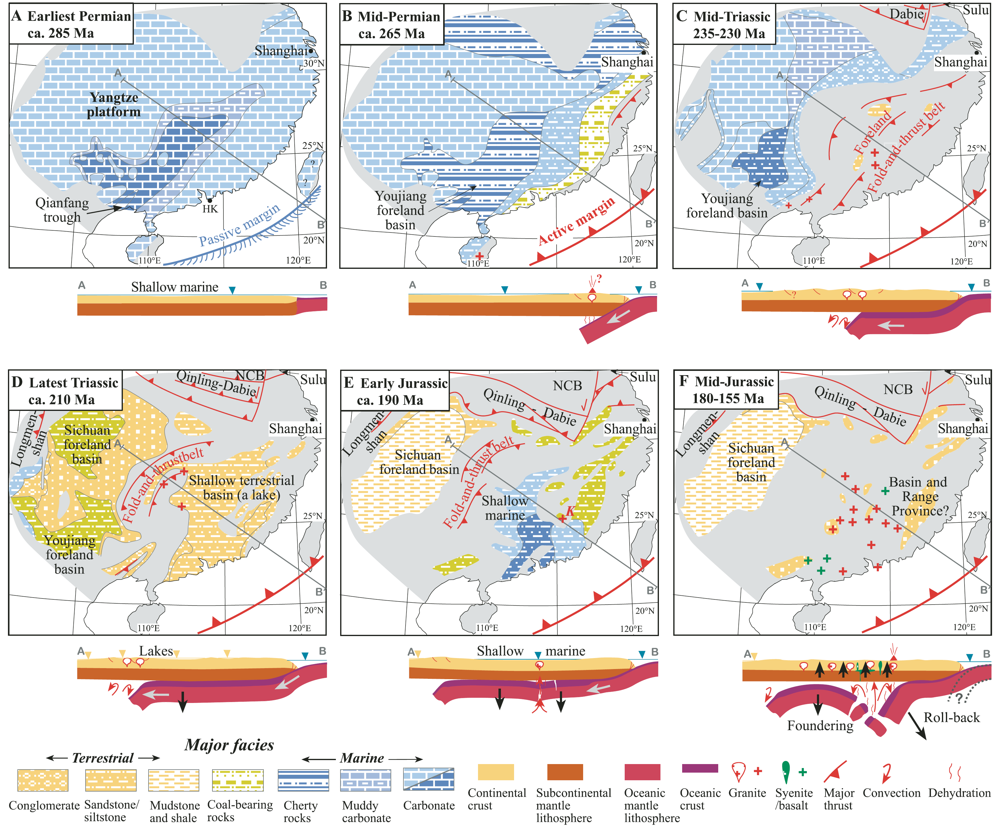 A Earliest Permian
ca. 285 Ma
Shanghai
30°N
A
Yangtze
platform
25°N
?
?
Qianfang
trough
HK
Passive margin
B
20°N
110°E
120°E
A
Shallow marine
B
B Mid-Permian
ca. 265 Ma
Shanghai
A
25°N
Youjiang
foreland
basin
Active margin
B
20°N
110°E
120°E
A
?
B
C Mid-Triassic
235-230 Ma
Dabie
Sulu
Shanghai
A
Foreland
Fold-and-thrust belt
25°N
Youjiang
foreland basin
B
20°N
110°E
120°E
?
B
D Latest Triassic
ca. 210 Ma
Qinling-Dabie
NCB
Sulu
Longmen-
shan
Sichuan
foreland
basin
A
Shanghai
Fold-and-thrustbelt
Shallow terrestrial
basin (a lake)
25°N
Youjiang
foreland
basin
B
20°N
110°E
120°E
A
Lakes
B
E Early Jurassic
ca. 190 Ma
NCB
Sulu
Qinling - Dabie
Longmen-
shan
Shanghai
A
Sichuan
foreland basin
Fold-and-thrust belt
Shallow
marine
K
25°N
B
20°N
110°E
120°E
A
Shallow marine
B
F Mid-Jurassic
180-155 Ma
NCB
Sulu
Qinling - Dabie
Longmen-
shan
Shanghai
A
Sichuan
foreland
basin
Basin and
Range
Province?
25°N
B
20°N
110°E
120°E
A
B
?
Foundering
Roll-back
Major facies
Terrestrial
Marine
Conglomerate
Sandstone/
siltstone
Mudstone
and shale
Coal-bearing
rocks
Cherty
rocks
Muddy
carbonate
Carbonate
Continental
crust
Subcontinental
mantle
lithosphere
Oceanic
mantle
lithosphere
Oceanic
crust
Granite
Syenite
/basalt
Major
thrust
Convection
Dehydration